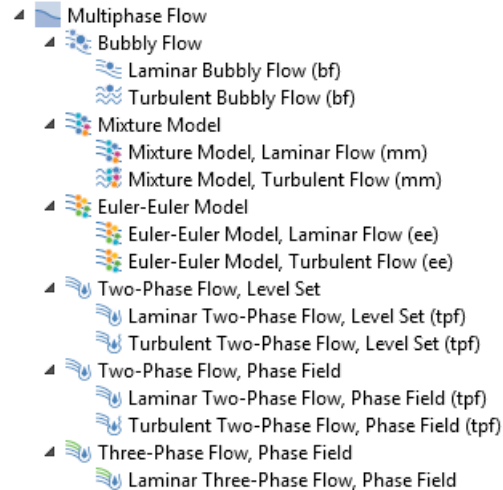 Multiphase Flow
Bubbly Flow
Laminar Bubbly Flow (bf)
Turbulent Bubbly Flow (bf)
Mixture Model
Mixture Model, Laminar Flow (mm)
Mixture Model, Turbulent Flow (mm)
Euler-Euler Model
Euler-Euler Model, Laminar Flow (ee)
Euler-Euler Model, Turbulent Flow (ee)
Two-Phase Flow, Level Set
Laminar Two-Phase Flow, Level Set (tpf)
Turbulent Two-Phase Flow, Level Set (tpf)
Two-Phase Flow, Phase Field
Laminar Two-Phase Flow, Phase Field (tpf)
Turbulent Two-Phase Flow, Phase Field (tpf)
Three-Phase Flow, Phase Field
Laminar Three-Phase Flow, Phase Field